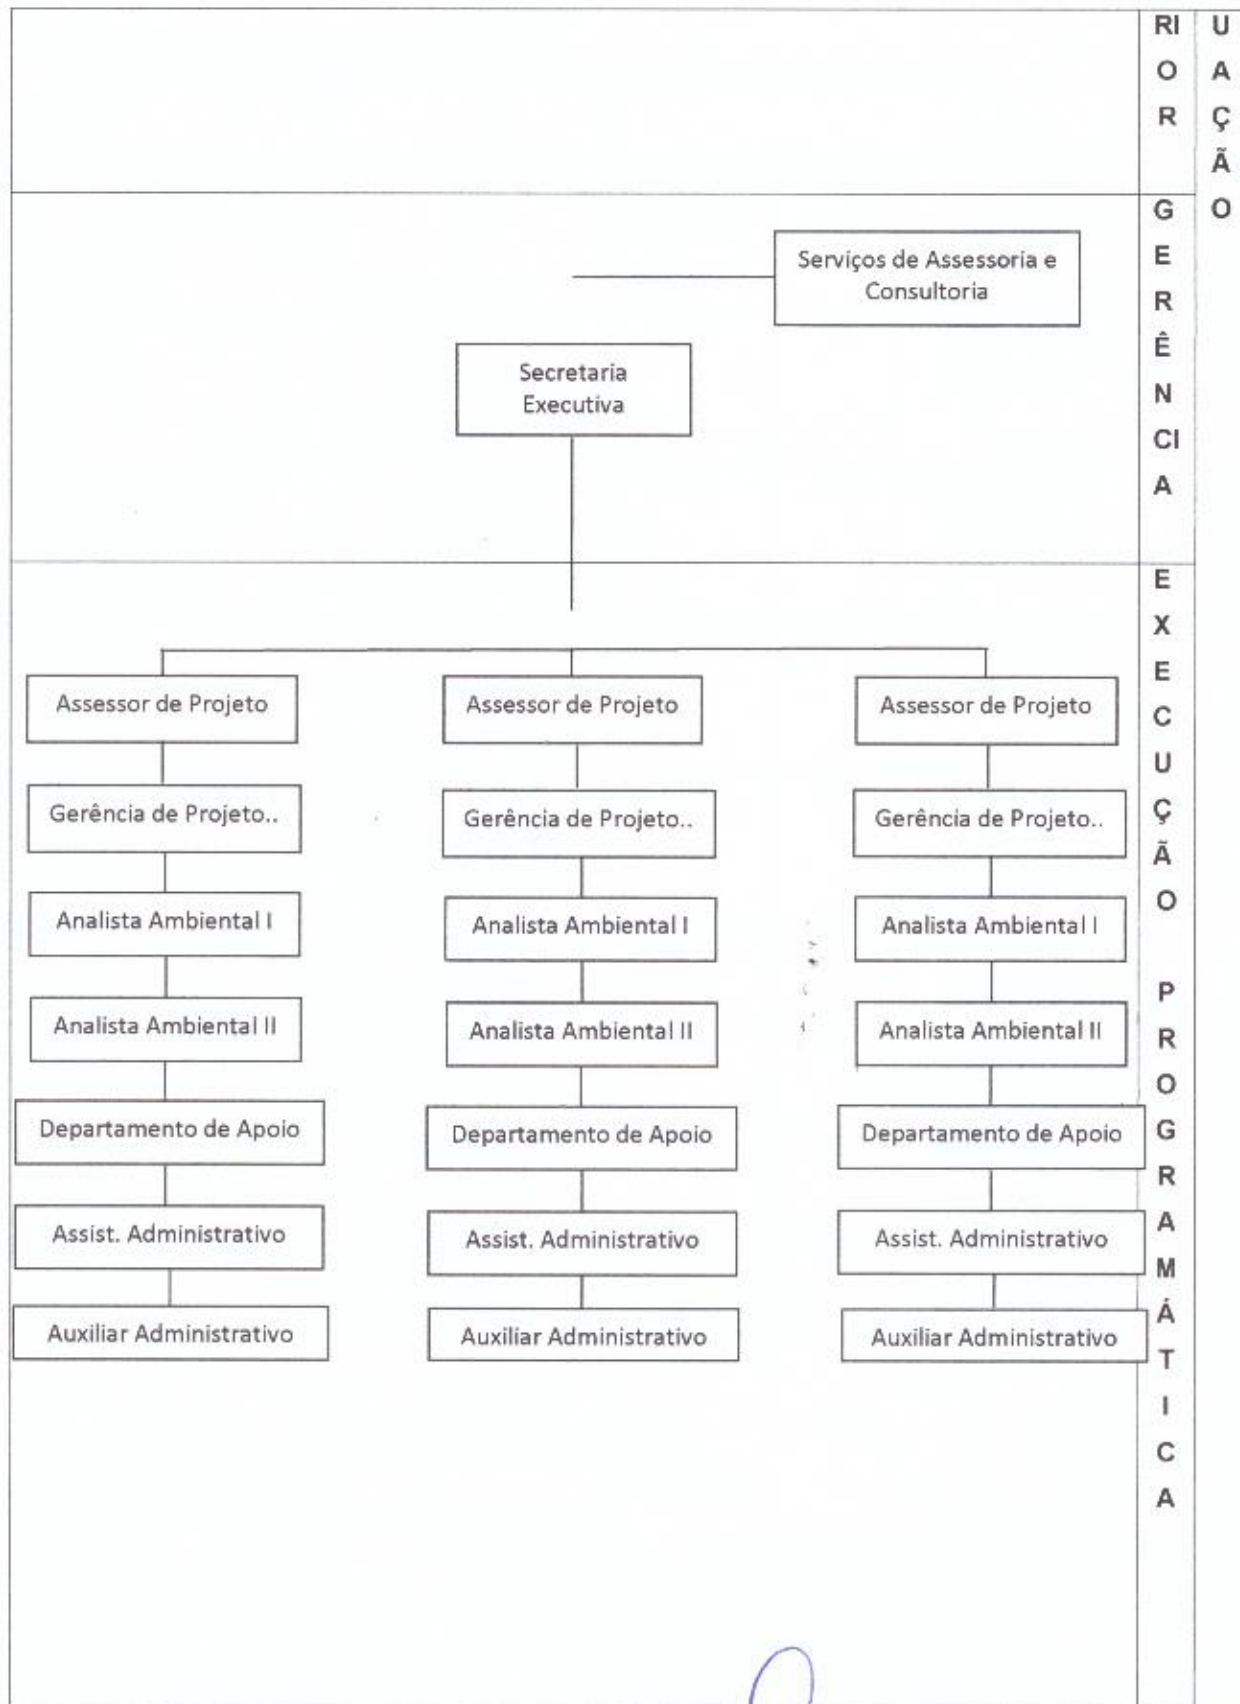 RI
O
R
U
A
Ç
Ã
O
G
E
R
Ê
N
CI
A
Serviços de Assessoria e
Consultoria
Secretaria
Executiva
E
X
E
C
U
Ç
Ã
O
P
R
O
G
R
A
M
Á
T
I
C
A
Assessor de Projeto
Assessor de Projeto
Assessor de Projeto
Gerência de Projeto..
Gerência de Projeto..
Gerência de Projeto..
Analista Ambiental I
Analista Ambiental I
Analista Ambiental I
Analista Ambiental II
Analista Ambiental II
Analista Ambiental II
Departamento de Apoio
Departamento de Apoio
Departamento de Apoio
Assist. Administrativo
Assist. Administrativo
Assist. Administrativo
Auxiliar Administrativo
Auxiliar Administrativo
Auxiliar Administrativo